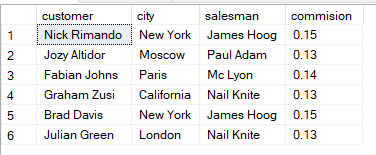 customer city salesman commision
1 Nick Rimando New York James Hoog 0.15
2 Jozy Altidor Moscow Paul Adam 0.13
3 Fabian Johns Paris Mc Lyon 0.14
4 Graham Zusi California Nail Knite 0.13
5 Brad Davis New York James Hoog 0.15
6 Julian Green London Nail Knite 0.13